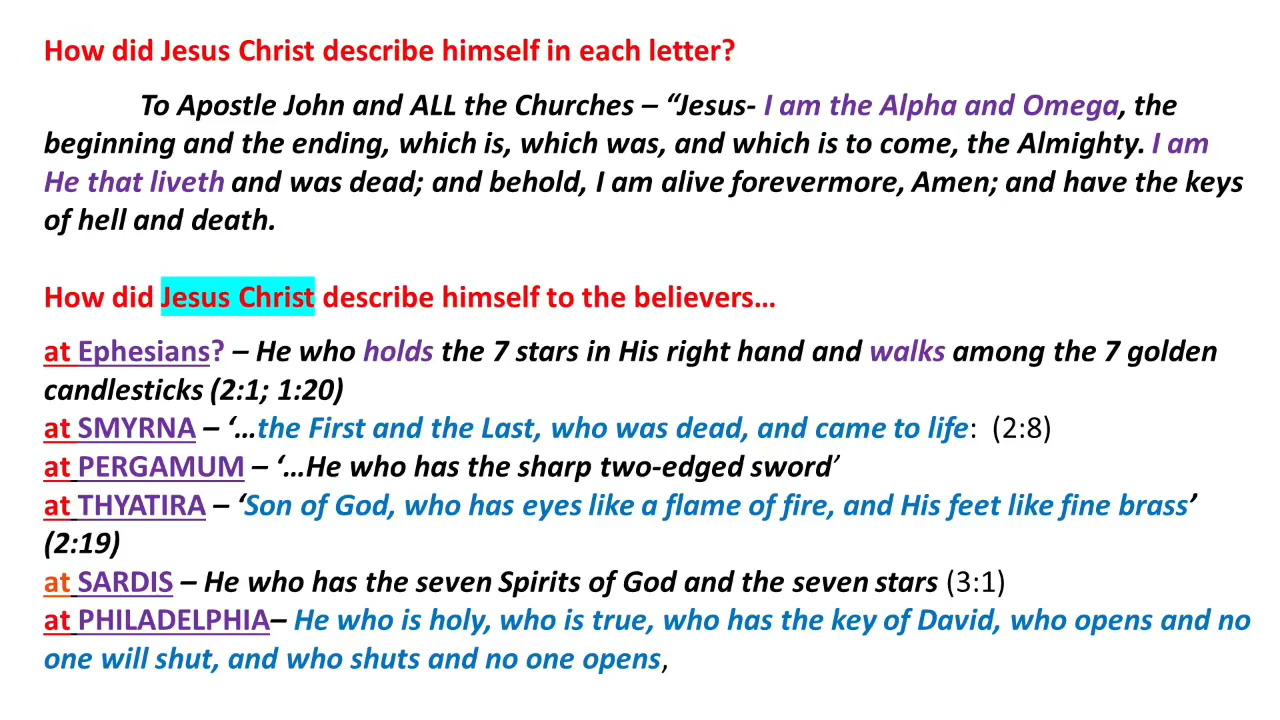 How did Jesus Christ describe himself in each letter?
To Apostle John and ALL the Churches – “Jesus- I am the Alpha and Omega, the
beginning and the ending, which is, which was, and which is to come, the Almighty. I am
He that liveth and was dead; and behold, I am alive forevermore, Amen; and have the keys
of hell and death.
How did Jesus Christ describe himself to the believers…
at Ephesians? – He who holds the 7 stars in His right hand and walks among the 7 golden
candlesticks (2:1; 1:20)
at SMYRNA – ‘…the First and the Last, who was dead, and came to life:  (2:8)
at PERGAMUM – ‘…He who has the sharp two-edged sword’
at THYATIRA – ‘Son of God, who has eyes like a flame of fire, and His feet like fine brass’
(2:19)
at SARDIS – He who has the seven Spirits of God and the seven stars (3:1)
at PHILADELPHIA– He who is holy, who is true, who has the key of David, who opens and no
one will shut, and who shuts and no one opens,